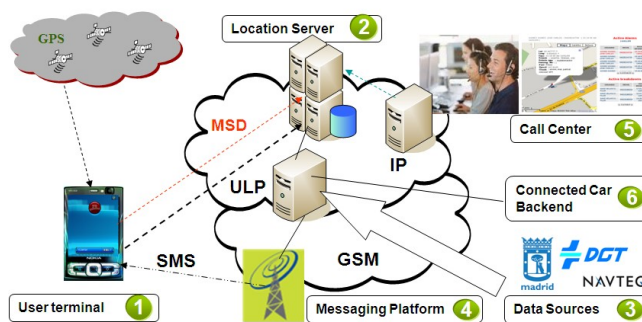 GPS
Location Server 2
MSD
ULP
IP
Call Center 5
Connected Car
Backend 6
SMS
GSM
madrid
DGT
NAVTEQ
User terminal 1
Messaging Platform 4
Data Sources 3